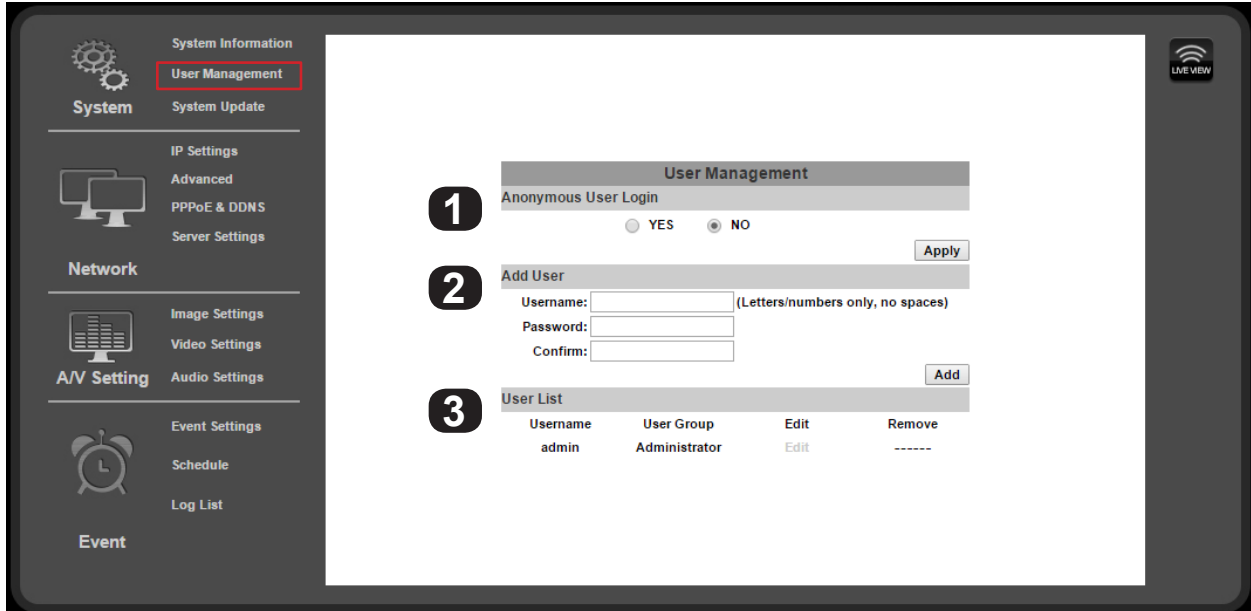 System Information
User Management
System Update
System
IP Settings
Advanced
PPPoE & DDNS
Server Settings
Network
Image Settings
Video Settings
Audio Settings
A/V Setting
Event Settings
Schedule
Log List
Event
User Management
1
Anonymous User Login
YES NO
Apply
2
Add User
Username: (Letters/numbers only, no spaces)
Password:
Confirm:
Add
3
User List
Username User Group Edit Remove
admin Administrator Edit ------
LIVE VIEW